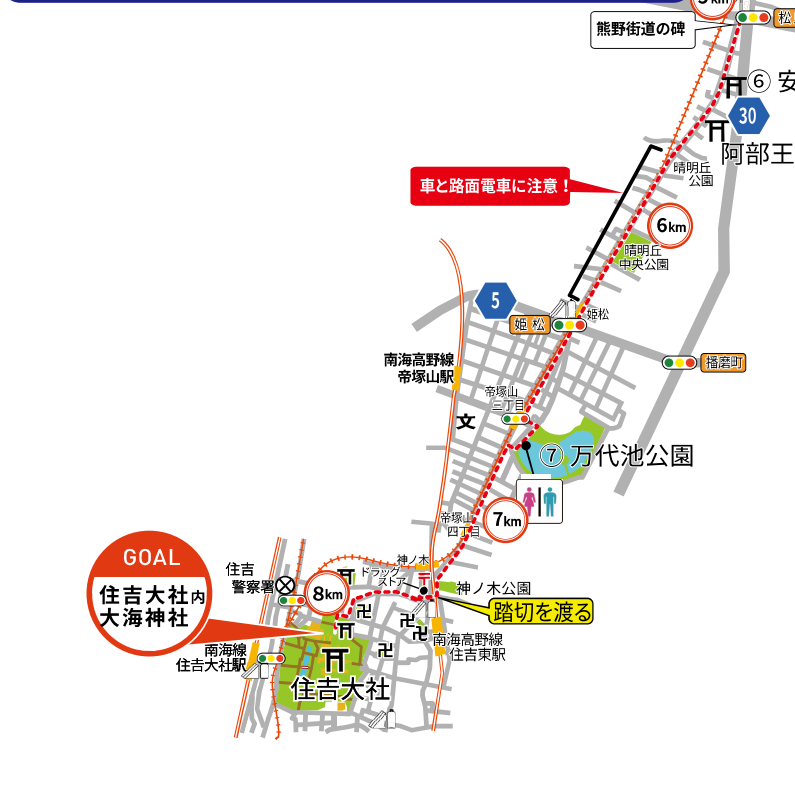 km
熊野街道の碑
松
⑥ 安
30
阿部王
晴明丘
公園
車と路面電車に注意！
6km
晴明丘
中央公園
5
姫松
姫松
播磨町
南海高野線
帝塚山駅
帝塚山
三丁目
文
⑦ 万代池公園
帝塚山
四丁目
7km
GOAL
住吉大社内
大海神社
住吉
警察署
神ノ木
ドラッグ
ストア
8km
神ノ木公園
踏切を渡る
南海高野線
住吉東駅
南海線
住吉大社駅
住吉大社